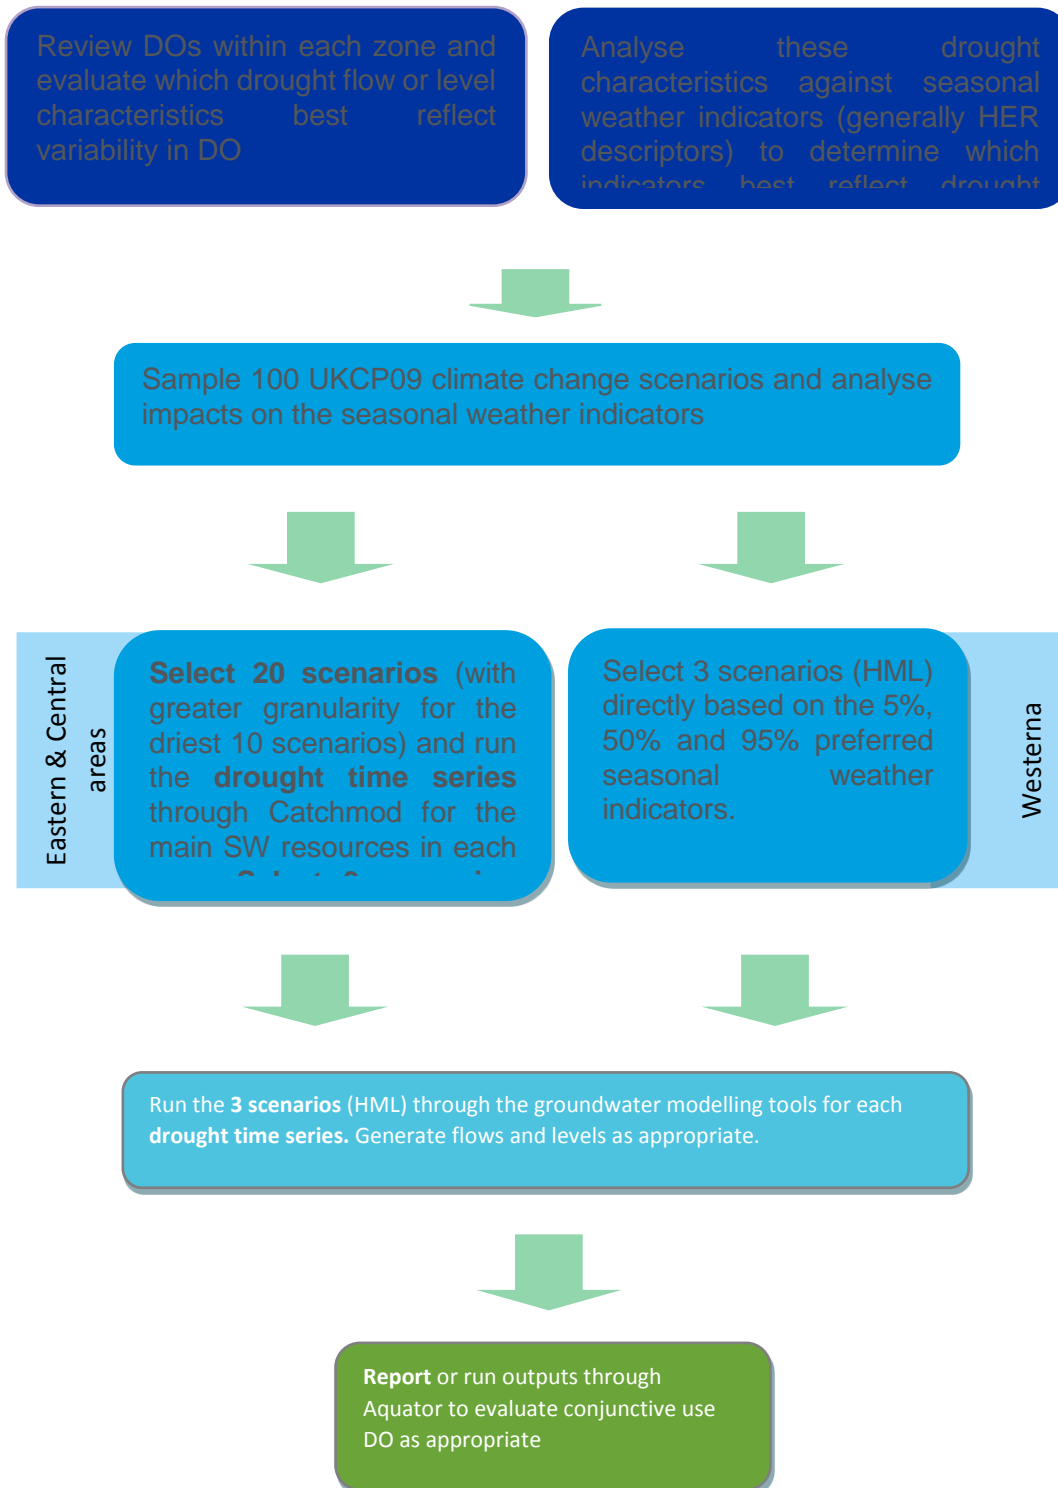 Review DOs within each zone and
evaluate which drought flow or level
characteristics best reflect
variability in DO
Analyse these drought
characteristics against seasonal
weather indicators (generally HER
descriptors) to determine which
indicators best reflect drought
Sample 100 UKCP09 climate change scenarios and analyse
impacts on the seasonal weather indicators
Eastern & Central
areas
Select 20 scenarios (with
greater granularity for the
driest 10 scenarios) and run
the drought time series
through Catchmod for the
main SW resources in each
Select 3 scenarios (HML)
directly based on the 5%,
50% and 95% preferred
seasonal weather
indicators.
Westerna
Run the 3 scenarios (HML) through the groundwater modelling tools for each
drought time series. Generate flows and levels as appropriate.
Report or run outputs through
Aquator to evaluate conjunctive use
DO as appropriate